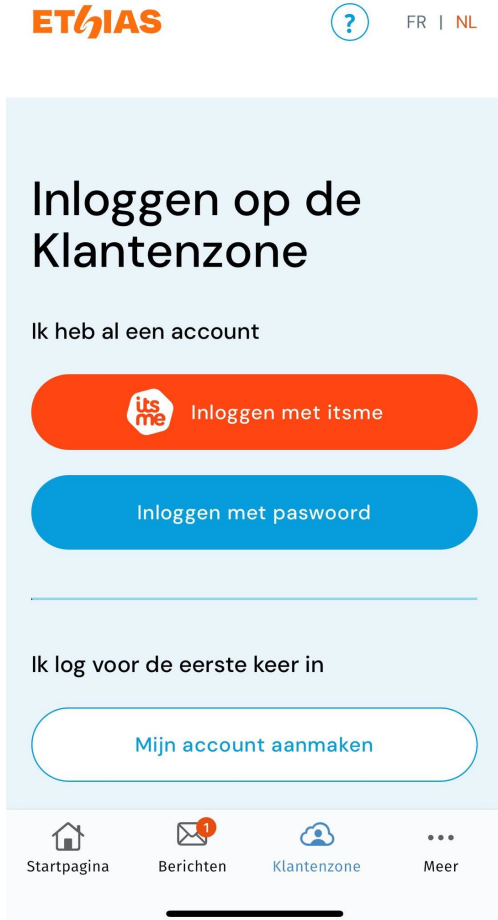 ETHIAS
?
FR | NL
Inloggen op de
Klantenzone
Ik heb al een account
its
me
Inloggen met itsme
Inloggen met paswoord
Ik log voor de eerste keer in
Mijn account aanmaken
1
Startpagina
Berichten
Klantenzone
Meer